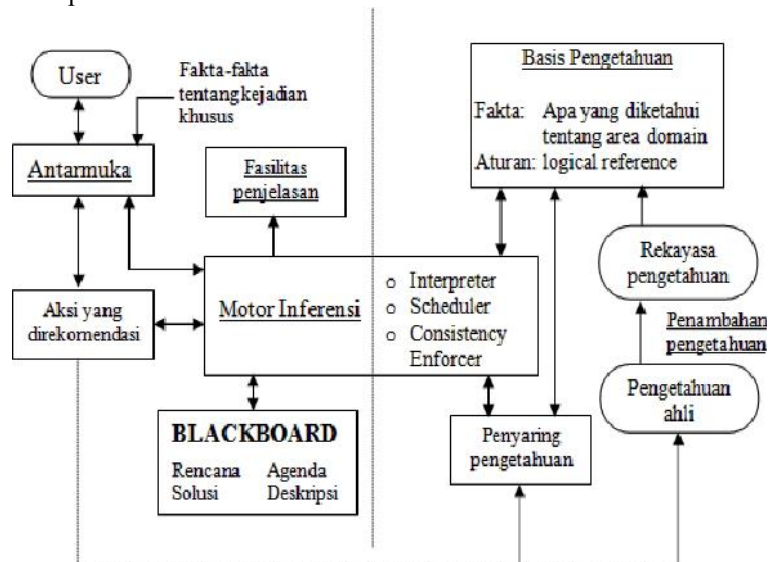 User
Fakta-fakta
tentangkejadian
khusus
Antarmuka
Fasilitas
penjelasan
Aksi yang
direkomendasi
Motor Inferensi
o Interpreter
o Scheduler
o Consistency
Enforcer
BLACKBOARD
Rencana Agenda
Solusi Deskripsi
Basis Pengetahuan
Fakta: Apa yang diketahui
tentang area domain
Aturan: logical reference
Rekayasa
pengetahuan
Penambahan
pengetahuan
Pengetahuan
ahli
Penyaring
pengetahuan